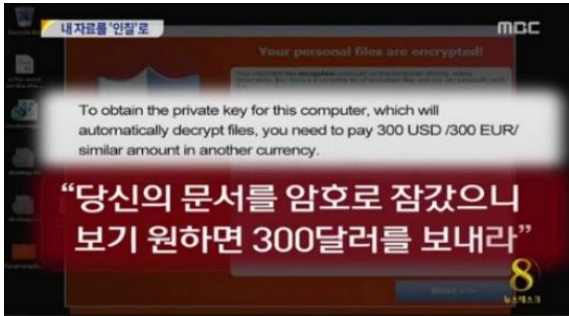 내 자료를 '인질'로
MBC
Your personal files are encrypted!
To obtain the private key for this computer, which will
automatically decrypt files, you need to pay 300 USD /300 EUR/
similar amount in another currency.
“당신의 문서를 암호로 잠갔으니
보기 원하면 300달러를 보내라”
Next >>
8
뉴스데스크